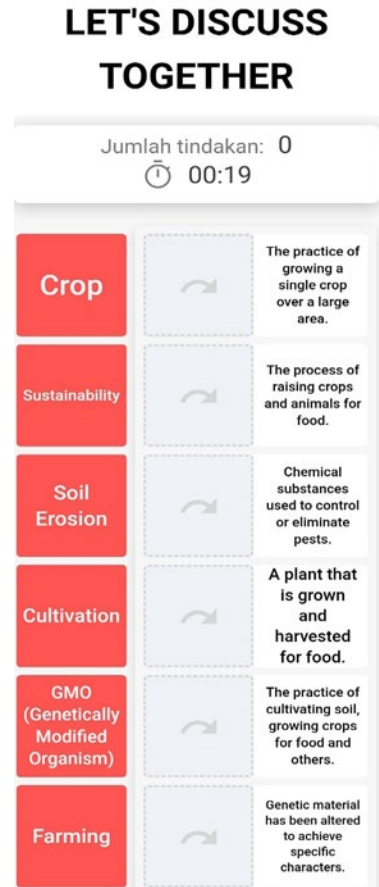 LET'S DISCUSS
TOGETHER
Jumlah tindakan: 0
00:19
Crop
The practice of
growing a
single crop
over a large
area.
Sustainability
The process of
raising crops
and animals for
food.
Soil
Erosion
Chemical
substances
used to control
or eliminate
pests.
Cultivation
A plant that
is grown
and
harvested
for food.
GMO
(Genetically
Modified
Organism)
The practice of
cultivating soil,
growing crops
for food and
others.
Farming
Genetic material
has been altered
to achieve
specific
characters.